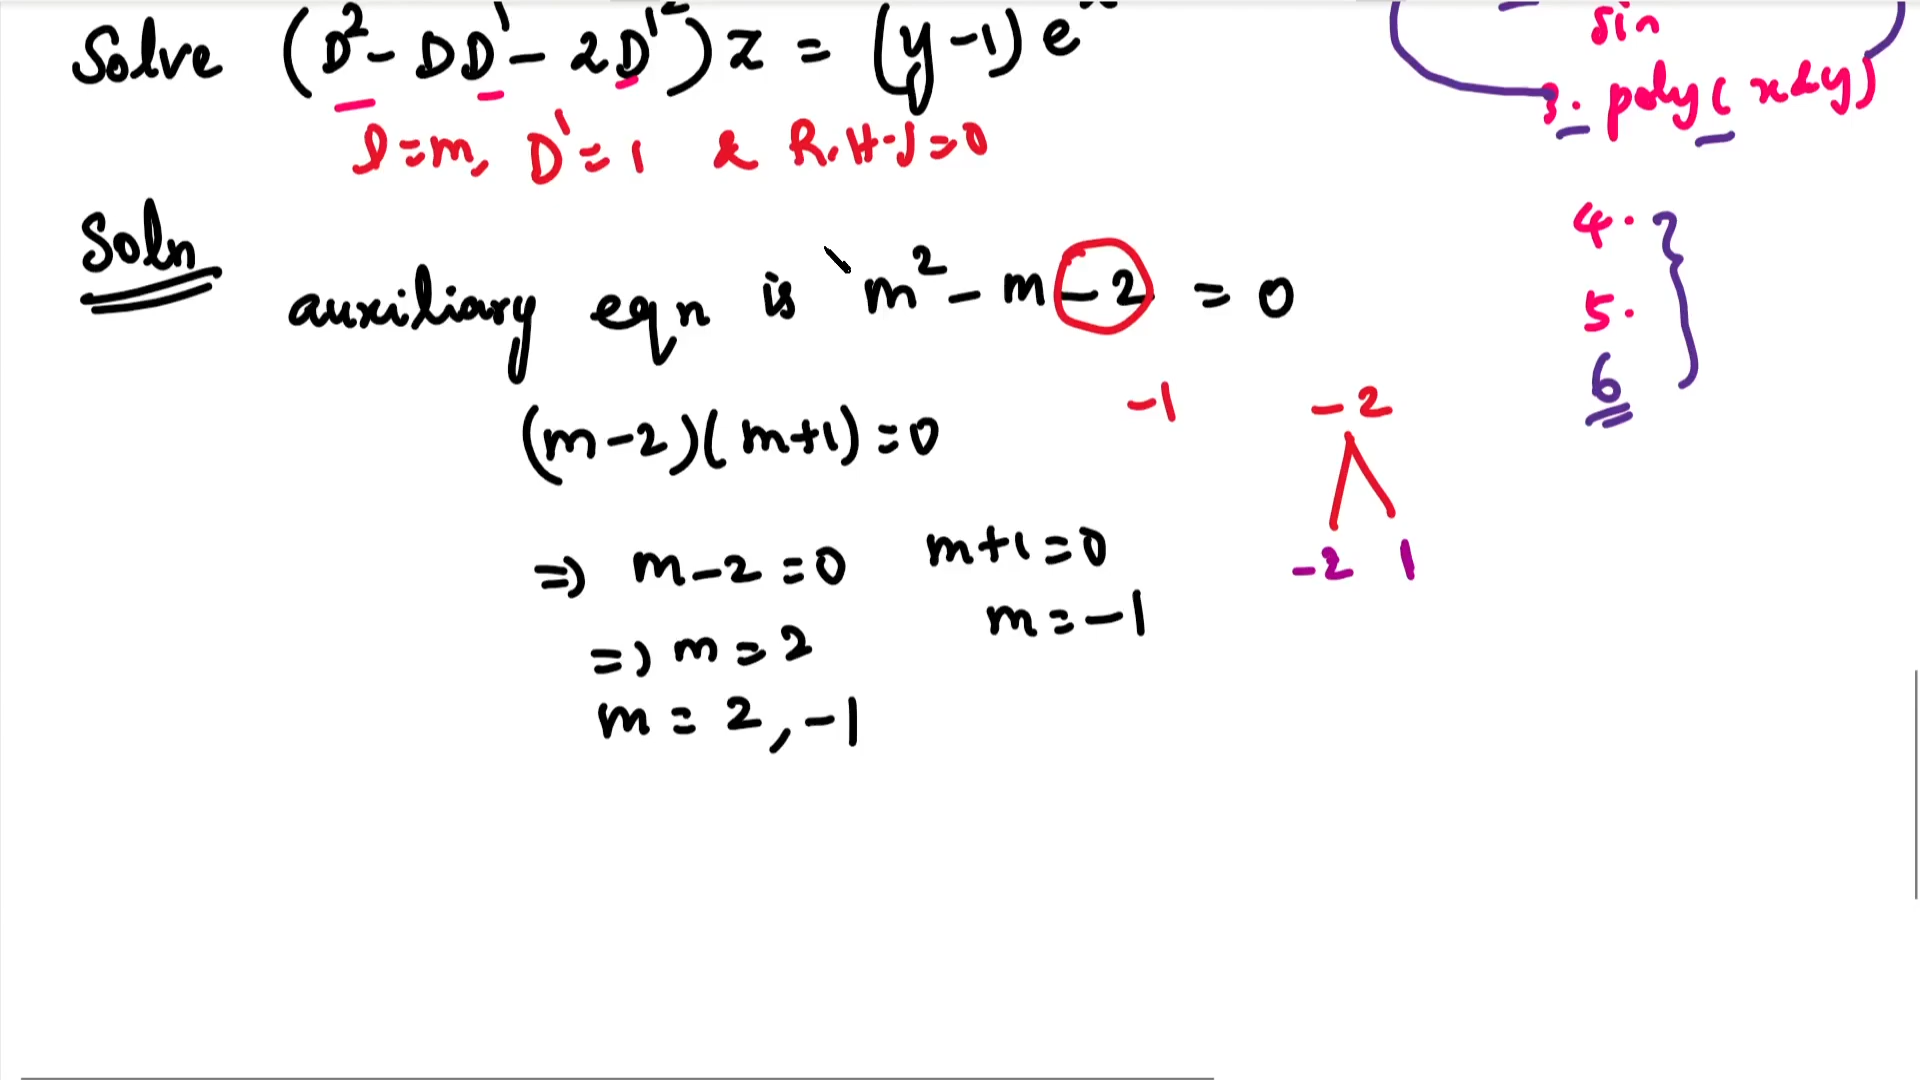 Solve (D²- DD'- 2D'²) z = (y-1) e
D=m, D'=1 & R.H.S=0
sin
3. poly( x&y)
Soln
auxiliary eqn is m² - m - 2 = 0
(m-2)(m+1)=0
⇒ m-2=0 m+1=0
⇒ m=2 m=-1
m = 2, -1
-1 -2
-2 1
4.
5.
6